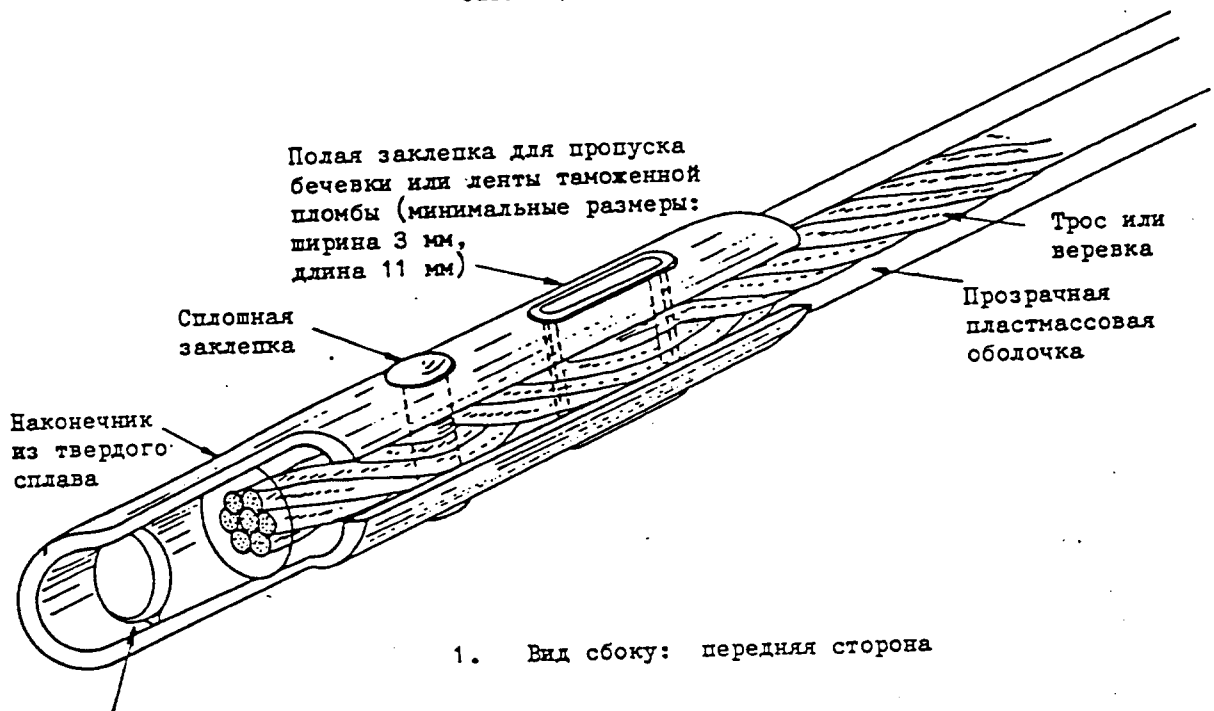 Полая заклепка для пропуска
бечевки или ленты таможенной
пломбы (минимальные размеры:
ширина 3 мм,
длина 11 мм)
Трос или
веревка
Прозрачная
пластмассовая
оболочка
Сплошная
заклепка
Наконечник
из твердого
сплава
1. Вид сбоку: передняя сторона